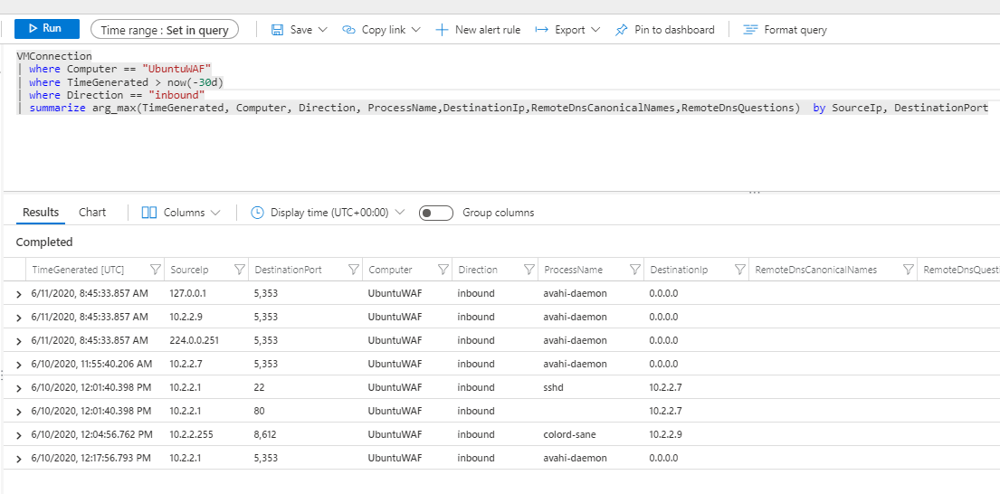 Run Time range : Set in query Save Copy link New alert rule Export Pin to dashboard Format query
VMConnection
| where Computer == "UbuntuWAF"
| where TimeGenerated > now(-30d)
| where Direction == "inbound"
| summarize arg_max(TimeGenerated, Computer, Direction, ProcessName,DestinationIp,RemoteDnsCanonicalNames,RemoteDnsQuestions)  by SourceIp, DestinationPort
Results Chart Columns Display time (UTC+00:00) Group columns
Completed
TimeGenerated [UTC] SourceIp DestinationPort Computer Direction ProcessName DestinationIp RemoteDnsCanonicalNames RemoteDnsQuesti
6/11/2020, 8:45:33.857 AM 127.0.0.1 5,353 UbuntuWAF inbound avahi-daemon 0.0.0.0
6/11/2020, 8:45:33.857 AM 10.2.2.9 5,353 UbuntuWAF inbound avahi-daemon 0.0.0.0
6/11/2020, 8:45:33.857 AM 224.0.0.251 5,353 UbuntuWAF inbound avahi-daemon 0.0.0.0
6/10/2020, 11:55:40.206 AM 10.2.2.7 5,353 UbuntuWAF inbound avahi-daemon 0.0.0.0
6/10/2020, 12:01:40.398 PM 10.2.2.1 22 UbuntuWAF inbound sshd 10.2.2.7
6/10/2020, 12:01:40.398 PM 10.2.2.1 80 UbuntuWAF inbound 10.2.2.7
6/10/2020, 12:04:56.762 PM 10.2.2.255 8,612 UbuntuWAF inbound colord-sane 10.2.2.9
6/10/2020, 12:17:56.793 PM 10.2.2.1 5,353 UbuntuWAF inbound avahi-daemon 0.0.0.0